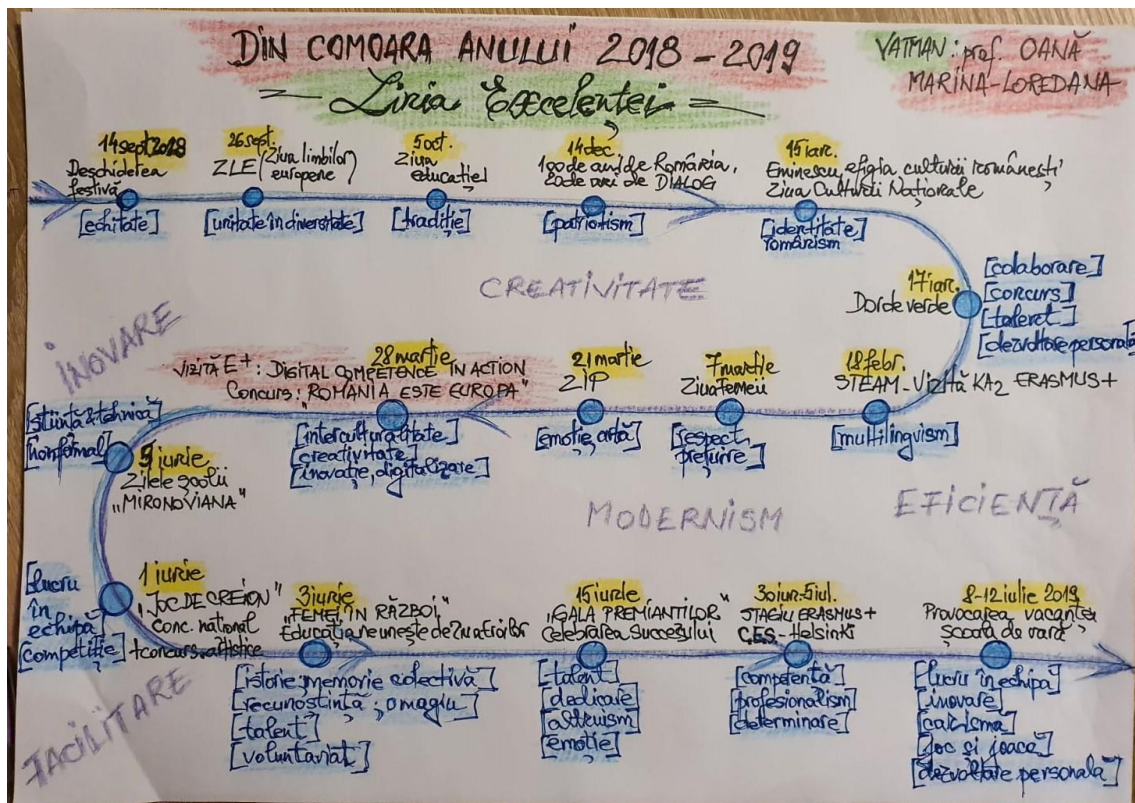 DIN COMOARA ANULUI 2018 - 2019
Linia Excelenței
VATMAN: prof. OANĂ
MARINA-LOREDANA
14 sept 2018
Deschiderea
festivă
[echitate]
26 sept.
ZLE (Ziua limbilor
europene)
[unitate în diversitate]
5 oct.
Ziua
educației
[tradiție]
14 dec.
100 de ani de România,
20 de ani de DIALOG
[patriotism]
15 ian.
Eminescu, efigia culturii românești
Ziua Culturii Naționale
[identitate]
românism
CREATIVITATE
17 ian.
Dor de verde
[colaborare]
[concurs]
[talent]
[dezvoltare personală]
INOVARE
18 febr.
STEAM - Vizită KA2 ERASMUS+
[multilingvism]
7 martie
Ziua femeii
[respect,
prețuire]
21 martie
ZIP
[emoție, artă]
28 martie
VIZITĂ E+: DIGITAL COMPETENCE IN ACTION
Concurs: ROMANIA ESTE EUROPA"
[interculturalitate]
[creativitate]
[inovație, digitalizare]
[știință & tehnică]
[nonformal]
iunie
Zilele școlii
„MIRONOVIANA"
MODERNISM
EFICIENȚĂ
[lucru
în
echipă]
[competiție]
1 iunie
„JOC DE CREION"
Conc. național
+concurs artistice
FACILITARE
3 iunie
„FEMEI ÎN RĂZBOI"
Educația ne unește de Ziua Eroilor
[istorie; memorie colectivă]
[recunoștință; omagiu]
[talent]
[voluntariat]
15 iunie
„GALA PREMIANȚILOR"
Celebrarea succesului
[talent]
[dedicare]
[altruism]
[emoție]
30 iun.-5 iul.
STAGIU ERASMUS+
CES - Helsinki
[competență]
[profesionalism]
[determinare]
8-12 iulie 2019
Provocarea vacanței
Școala de vară
[lucru în echipă]
[inovare]
[carisma]
[joc și joacă]
[dezvoltare personală]